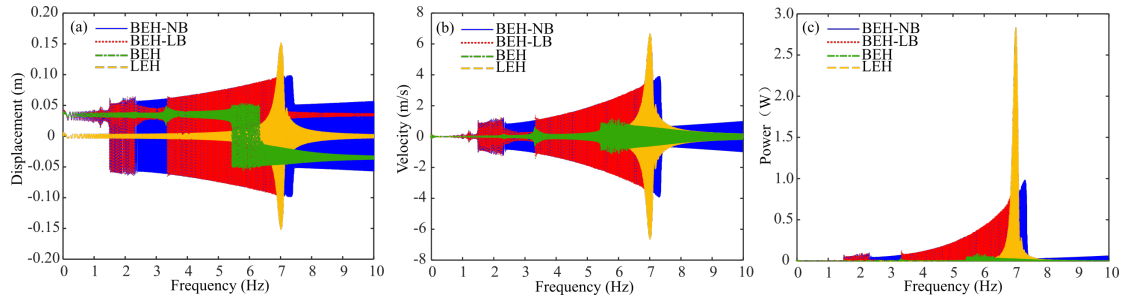 (a)
BEH-NB
BEH-LB
BEH
LEH
0.20
0.15
0.10
0.05
0
-0.05
-0.10
-0.15
0.20
Displacement (m)
0 1 2 3 4 5 6 7 8 9 10
Frequency (Hz)
(b)
BEH-NB
BEH-LB
BEH
LEH
8
6
4
2
0
-2
-4
-6
-8
Velocity (m/s)
0 1 2 3 4 5 6 7 8 9 10
Frequency (Hz)
(c)
BEH-NB
BEH-LB
BEH
LEH
3.0
2.5
2.0
1.5
1.0
0.5
0
Power (W)
0 1 2 3 4 5 6 7 8 9 10
Frequency (Hz)